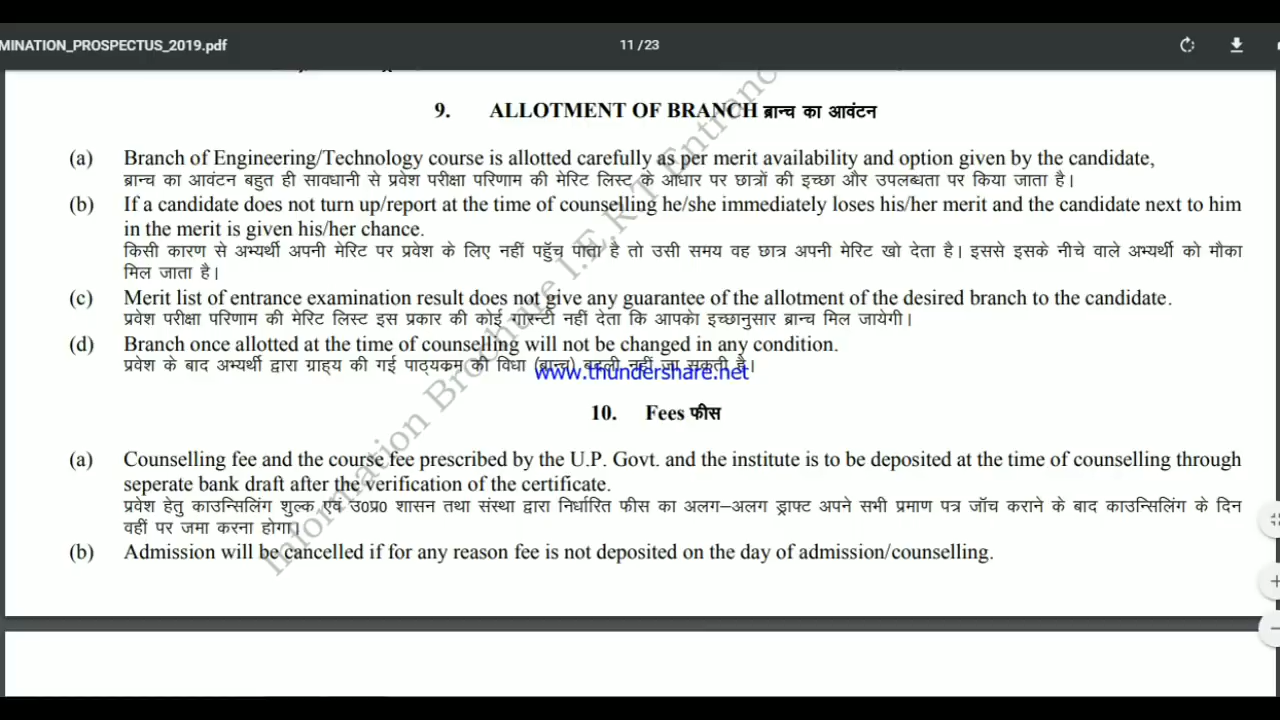 MINATION_PROSPECTUS_2019.pdf
11 / 23
9. ALLOTMENT OF BRANCH ब्रान्च का आवंटन
(a) Branch of Engineering/Technology course is allotted carefully as per merit availability and option given by the candidate,
ब्रान्च का आवंटन बहुत ही सावधानी से प्रवेश परीक्षा परिणाम की मेरिट लिस्ट के आधार पर छात्रों की इच्छा और उपलब्धता पर किया जाता है।
(b) If a candidate does not turn up/report at the time of counselling he/she immediately loses his/her merit and the candidate next to him
in the merit is given his/her chance.
किसी कारण से अभ्यर्थी अपनी मेरिट पर प्रवेश के लिए नहीं पहुॅच पाता है तो उसी समय वह छात्र अपनी मेरिट खो देता है। इससे इसके नीचे वाले अभ्यर्थी को मौका
मिल जाता है।
(c) Merit list of entrance examination result does not give any guarantee of the allotment of the desired branch to the candidate.
प्रवेश परीक्षा परिणाम की मेरिट लिस्ट इस प्रकार की कोई गारन्टी नहीं देता कि आपको इच्छानुसार ब्रान्च मिल जायेगी।
(d) Branch once allotted at the time of counselling will not be changed in any condition.
प्रवेश के बाद अभ्यर्थी द्वारा ग्राह्य की गई पाठ्यक्रम की विधा (ब्रान्च) बदली नहीं जा सकती है।
www.thundershare.net
10. Fees फीस
(a) Counselling fee and the course fee prescribed by the U.P. Govt. and the institute is to be deposited at the time of counselling through
seperate bank draft after the verification of the certificate.
प्रवेश हेतु काउन्सिलिंग शुल्क एवं उ0प्र0 शासन तथा संस्था द्वारा निर्धारित फीस का अलग–अलग ड्राफ्ट अपने सभी प्रमाण पत्र जॉच कराने के बाद काउन्सिलिंग के दिन
वहीं पर जमा करना होगा।
(b) Admission will be cancelled if for any reason fee is not deposited on the day of admission/counselling.
Information Brochure I.E.R.T Entranc